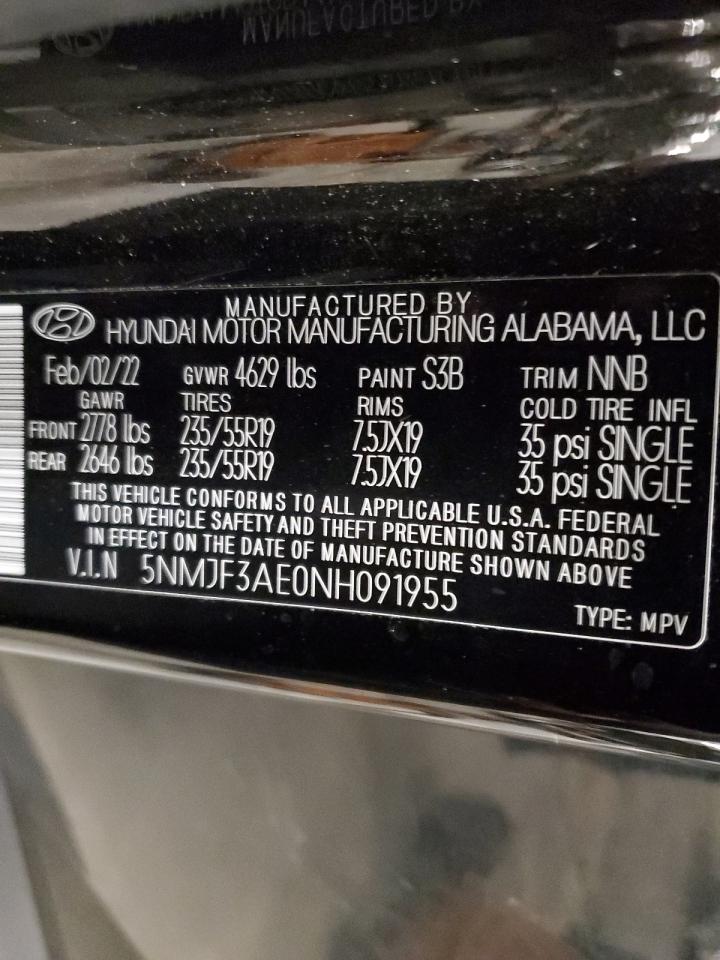 MANUFACTURED BY
MANUFACTURED BY
HYUNDAI MOTOR MANUFACTURING ALABAMA, LLC
Feb/02/22 GVWR 4629 lbs PAINT S3B TRIM NNB
GAWR TIRES RIMS COLD TIRE INFL
FRONT 2778 lbs 235/55R19 7.5JX19 35 psi SINGLE
REAR 2646 lbs 235/55R19 7.5JX19 35 psi SINGLE
THIS VEHICLE CONFORMS TO ALL APPLICABLE U.S.A. FEDERAL
MOTOR VEHICLE SAFETY AND THEFT PREVENTION STANDARDS
IN EFFECT ON THE DATE OF MANUFACTURE SHOWN ABOVE
V.I.N 5NMJF3AE0NH091955
TYPE: MPV